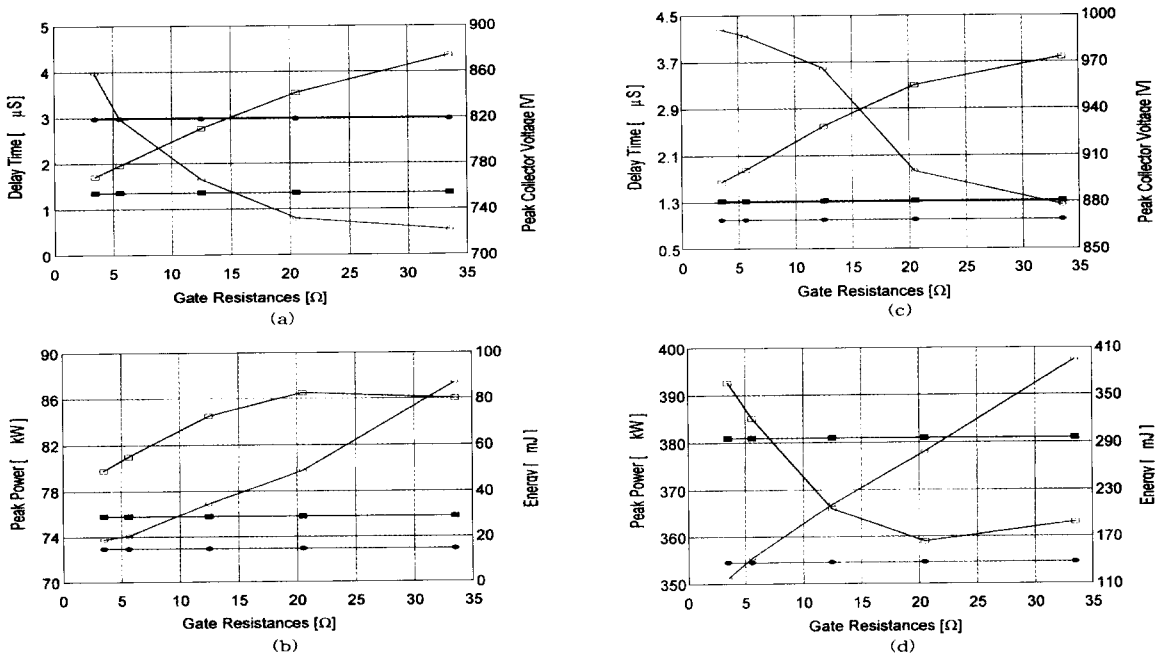 5
4
3
2
1
0
Delay Time [ μS]
900
860
820
780
740
700
Peak Collector Voltage [V]
0 5 10 15 20 25 30 35
Gate Resistances [Ω]
(a)
4.5
3.7
2.9
2.1
1.3
0.5
Delay Time [ μS]
1000
970
940
910
880
850
Peak Collector Voltage [V]
0 5 10 15 20 25 30 35
Gate Resistances [Ω]
(c)
90
86
82
78
74
70
Peak Power [ kW]
100
80
60
40
20
0
Energy [ mJ]
0 5 10 15 20 25 30 35
Gate Resistances [Ω]
(b)
400
390
380
370
360
350
Peak Power [ kW]
410
350
290
230
170
110
Energy [ mJ]
0 5 10 15 20 25 30 35
Gate Resistances [Ω]
(d)